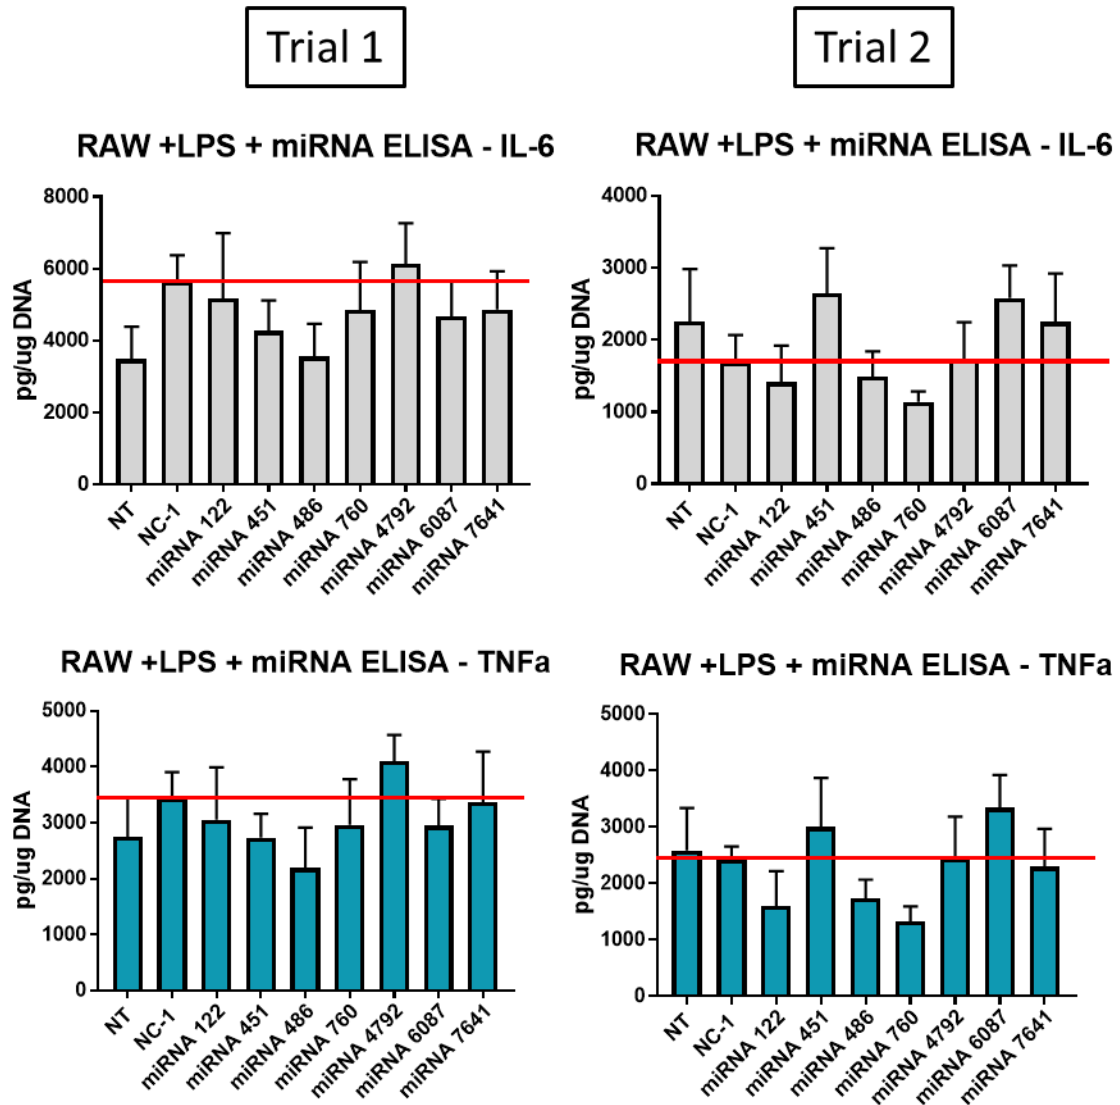 Trial 1
Trial 2
RAW +LPS + miRNA ELISA - IL-6
8000
6000
4000
2000
0
pg/ug DNA
NT
NC-1
miRNA 122
miRNA 451
miRNA 486
miRNA 760
miRNA 4792
miRNA 6087
miRNA 7641
RAW +LPS + miRNA ELISA - IL-6
4000
3000
2000
1000
0
pg/ug DNA
NT
NC-1
miRNA 122
miRNA 451
miRNA 486
miRNA 760
miRNA 4792
miRNA 6087
miRNA 7641
RAW +LPS + miRNA ELISA - TNFa
5000
4000
3000
2000
1000
0
pg/ug DNA
NT
NC-1
miRNA 122
miRNA 451
miRNA 486
miRNA 760
miRNA 4792
miRNA 6087
miRNA 7641
RAW +LPS + miRNA ELISA - TNFa
5000
4000
3000
2000
1000
0
pg/ug DNA
NT
NC-1
miRNA 122
miRNA 451
miRNA 486
miRNA 760
miRNA 4792
miRNA 6087
miRNA 7641